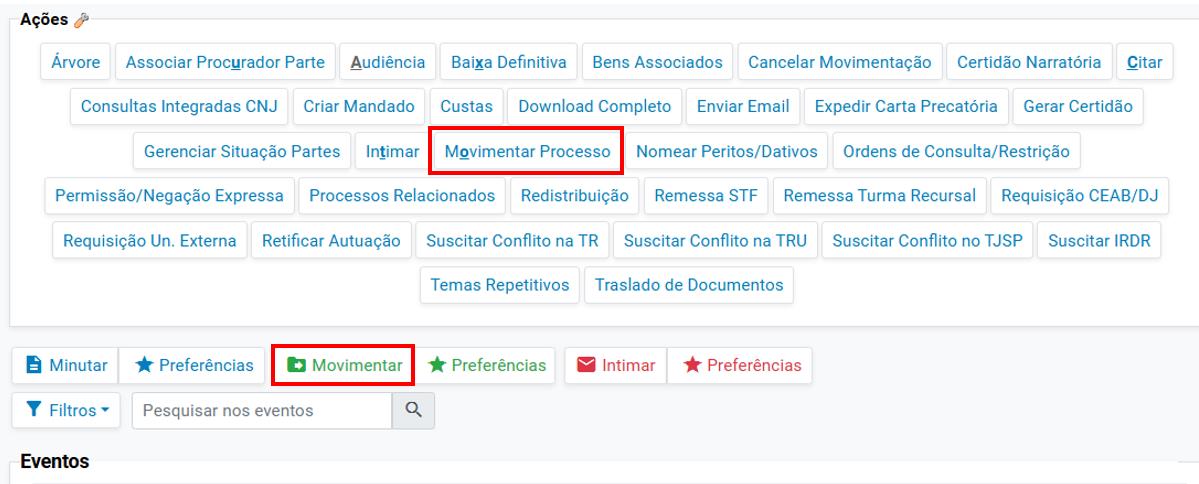 Ações
Árvore Associar Procurador Parte Audiência Baixa Definitiva Bens Associados Cancelar Movimentação Certidão Narratória Citar
Consultas Integradas CNJ Criar Mandado Custas Download Completo Enviar Email Expedir Carta Precatória Gerar Certidão
Gerenciar Situação Partes Intimar Movimentar Processo Nomear Peritos/Dativos Ordens de Consulta/Restrição
Permissão/Negação Expressa Processos Relacionados Redistribuição Remessa STF Remessa Turma Recursal Requisição CEAB/DJ
Requisição Un. Externa Retificar Autuação Suscitar Conflito na TR Suscitar Conflito na TRU Suscitar Conflito no TJSP Suscitar IRDR
Temas Repetitivos Traslado de Documentos
Minutar Preferências Movimentar Preferências Intimar Preferências
Filtros Pesquisar nos eventos
Eventos